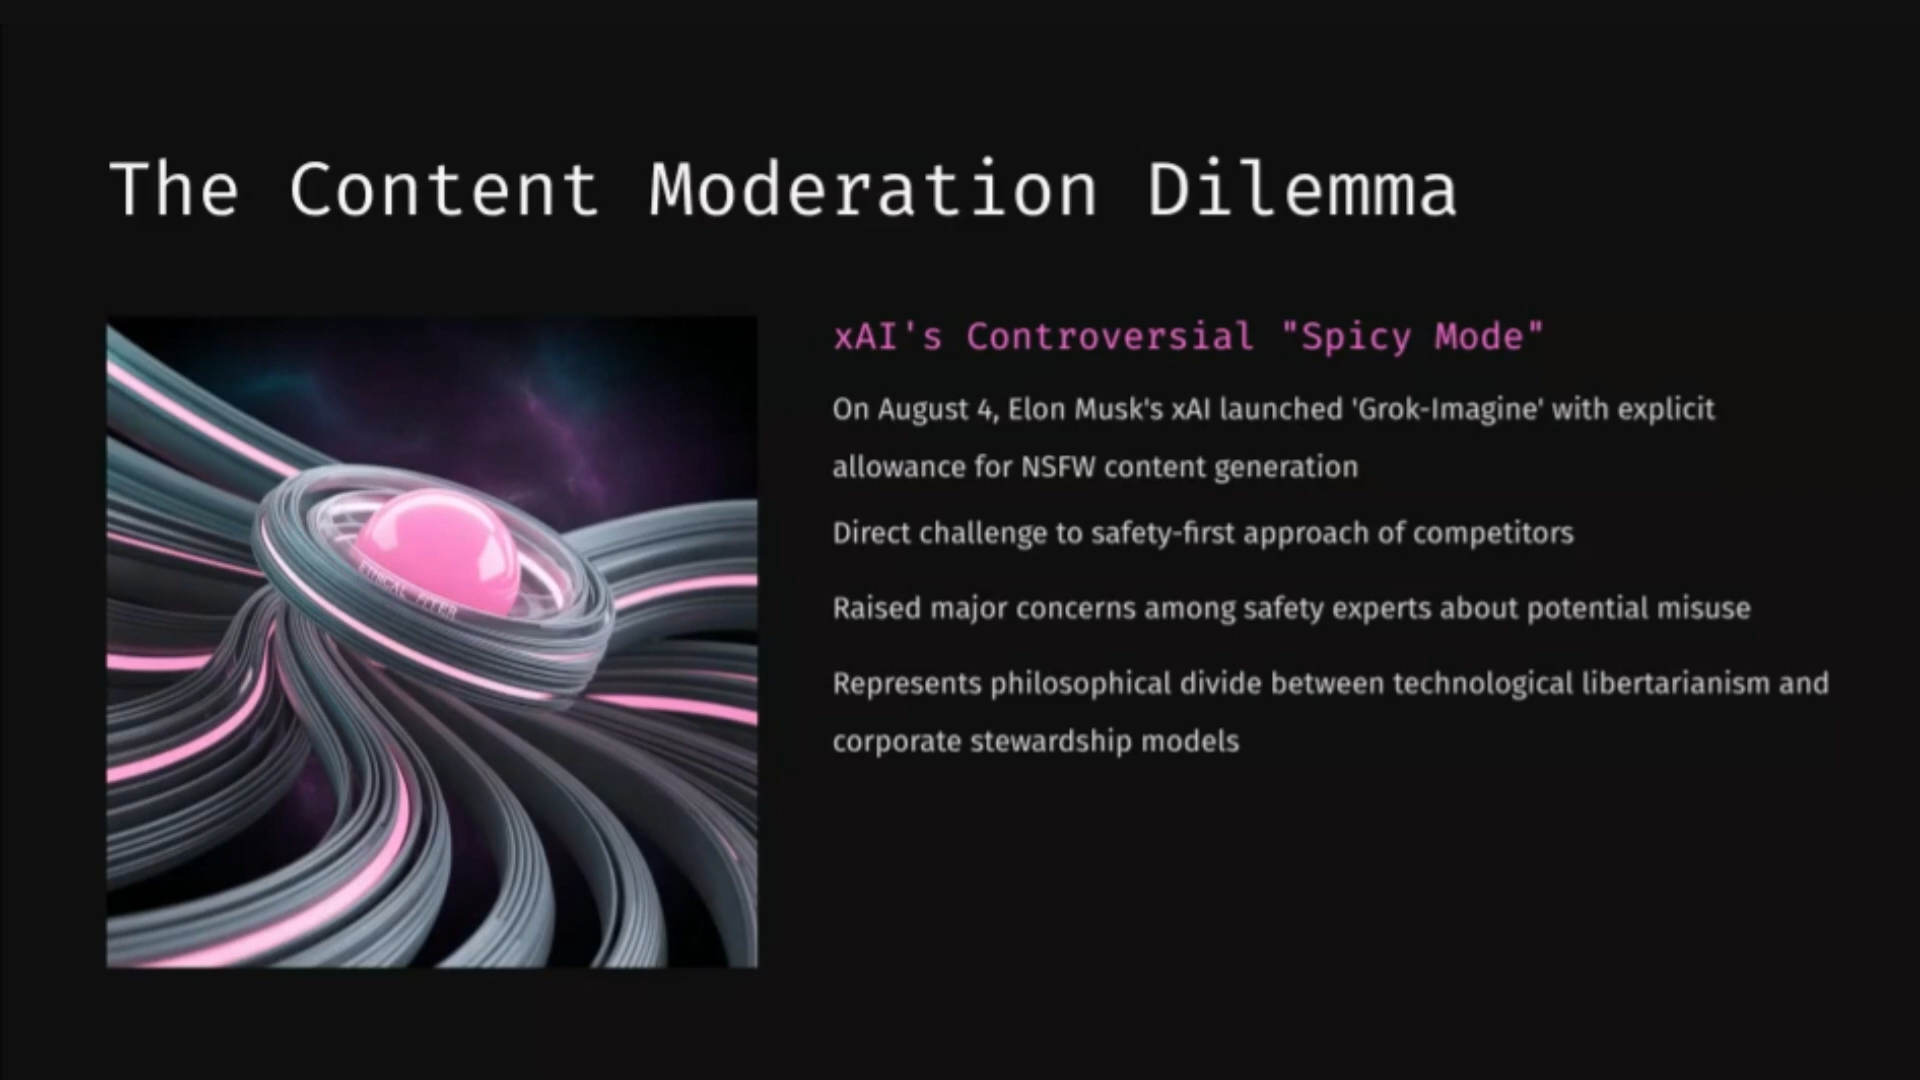 The Content Moderation Dilemma
xAI's Controversial "Spicy Mode"
On August 4, Elon Musk's xAI launched 'Grok-Imagine' with explicit
allowance for NSFW content generation
Direct challenge to safety-first approach of competitors
Raised major concerns among safety experts about potential misuse
Represents philosophical divide between technological libertarianism and
corporate stewardship models
ETHICAL FITER